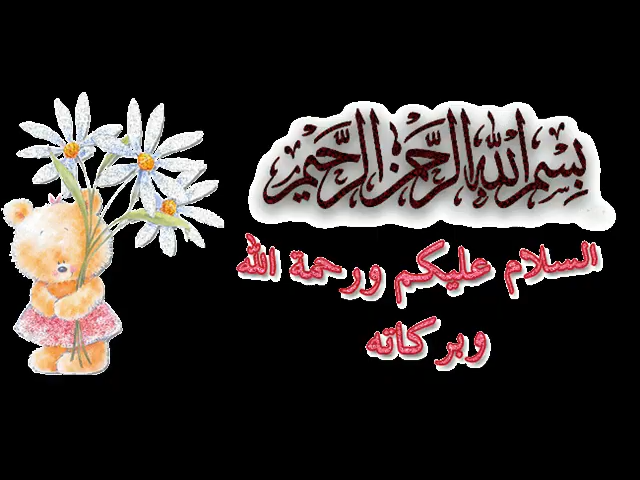 بسم الله الرحمن الرحيم
السلام عليكم ورحمة الله
وبركاته